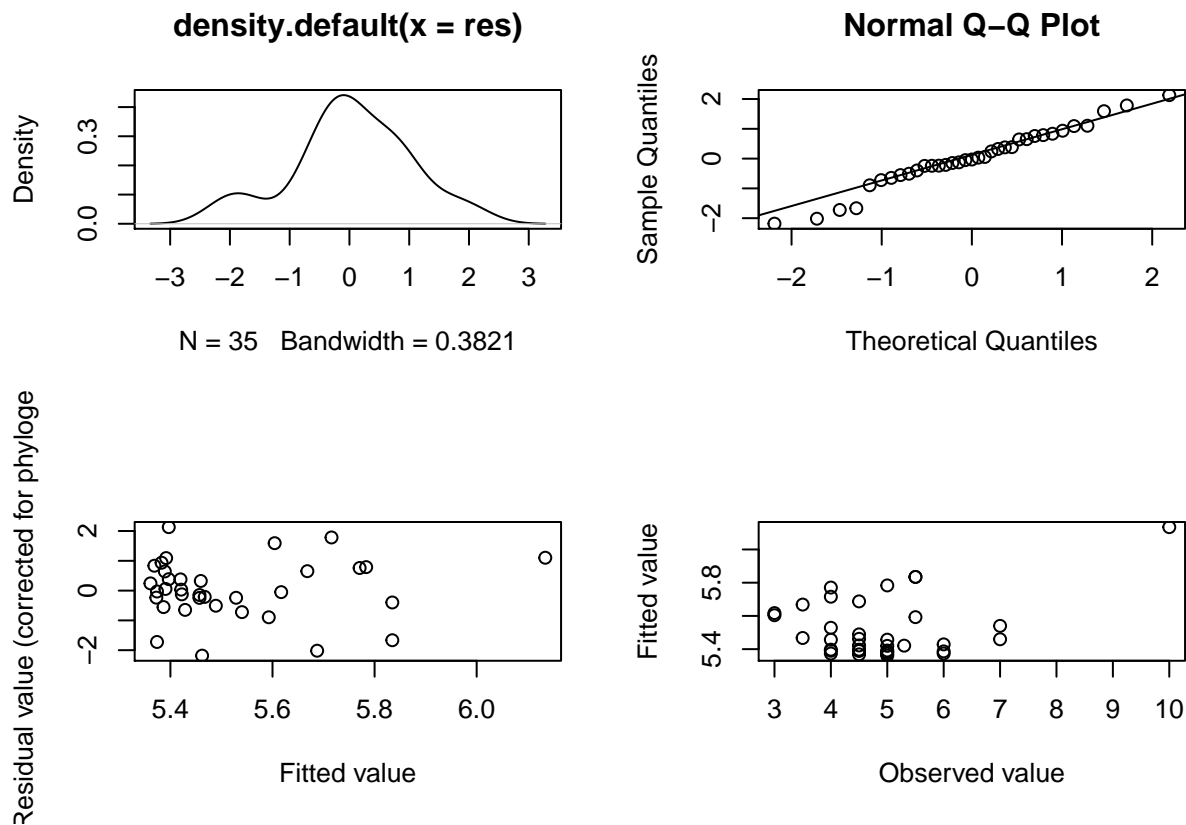 density.default(x = res)
Density
0.0
0.3
−3 −2 −1 0 1 2 3
N = 35 Bandwidth = 0.3821
Normal Q−Q Plot
Sample Quantiles
−2
0
2
−2 −1 0 1 2
Theoretical Quantiles
Residual value (corrected for phyloge
−2
0
2
5.4 5.6 5.8 6.0
Fitted value
Fitted value
5.4
5.8
3 4 5 6 7 8 9 10
Observed value